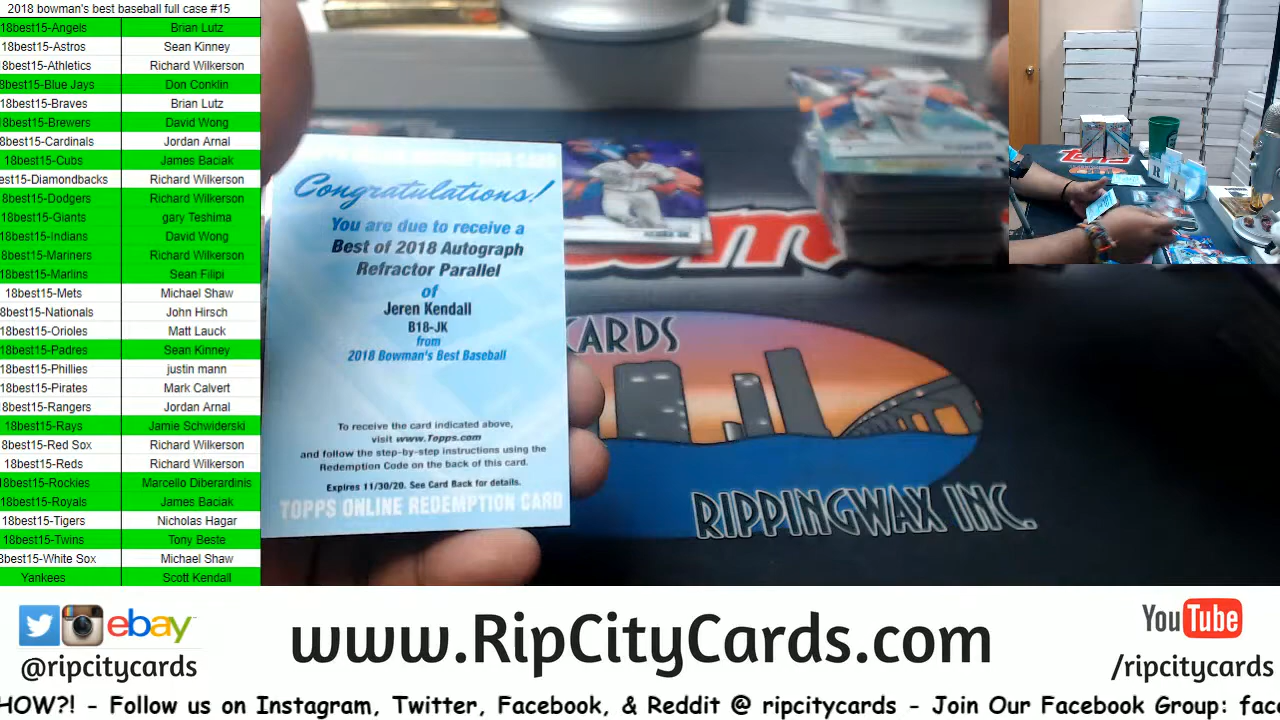 2018 bowman's best baseball full case #15
18best15-Angels Brian Lutz
18best15-Astros Sean Kinney
18best15-Athletics Richard Wilkerson
8best15-Blue Jays Don Conklin
18best15-Braves Brian Lutz
18best15-Brewers David Wong
8best15-Cardinals Jordan Arnal
18best15-Cubs James Baciak
est15-Diamondbacks Richard Wilkerson
8best15-Dodgers Richard Wilkerson
18best15-Giants gary Teshima
18best15-Indians David Wong
8best15-Mariners Richard Wilkerson
18best15-Marlins Sean Filipi
18best15-Mets Michael Shaw
8best15-Nationals John Hirsch
18best15-Orioles Matt Lauck
18best15-Padres Sean Kinney
18best15-Phillies justin mann
18best15-Pirates Mark Calvert
18best15-Rangers Jordan Arnal
18best15-Rays Jamie Schwiderski
8best15-Red Sox Richard Wilkerson
18best15-Reds Richard Wilkerson
8best15-Rockies Marcello Diberardinis
18best15-Royals James Baciak
18best15-Tigers Nicholas Hagar
18best15-Twins Tony Beste
8best15-White Sox Michael Shaw
Yankees Scott Kendall
Congratulations!
You are due to receive a
Best of 2018 Autograph
Refractor Parallel
of
Jeren Kendall
B18-JK
from
2018 Bowman's Best Baseball
To receive the card indicated above,
visit www.Topps.com
and follow the step-by-step instructions using the
Redemption Code on the back of this card.
Expires 11/30/20. See Card Back for details.
TOPPS ONLINE REDEMPTION CARD
CARDS
RIPPINGWAX INC.
ebay
@ripcitycards
www.RipCityCards.com
YouTube
/ripcitycards
HOW?! - Follow us on Instagram, Twitter, Facebook, & Reddit @ ripcitycards - Join Our Facebook Group: fac